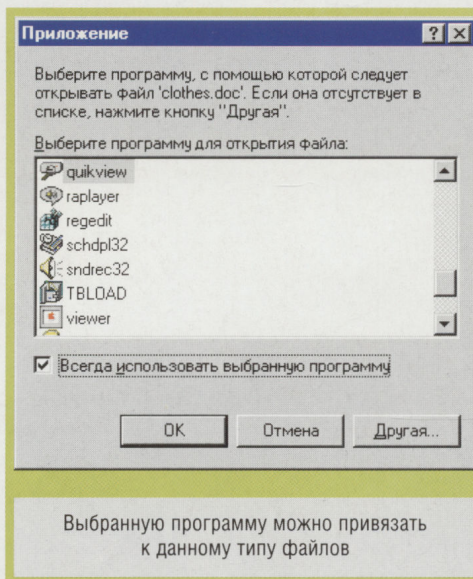 Приложение
Выберите программу, с помощью которой следует
открывать файл 'clothes.doc'. Если она отсутствует в
списке, нажмите кнопку "Другая".
Выберите программу для открытия файла:
quikview
raplayer
regedit
schdpl32
sndrec32
TBLOAD
viewer
Всегда использовать выбранную программу
OK
Отмена
Другая...
Выбранную программу можно привязать
к данному типу файлов